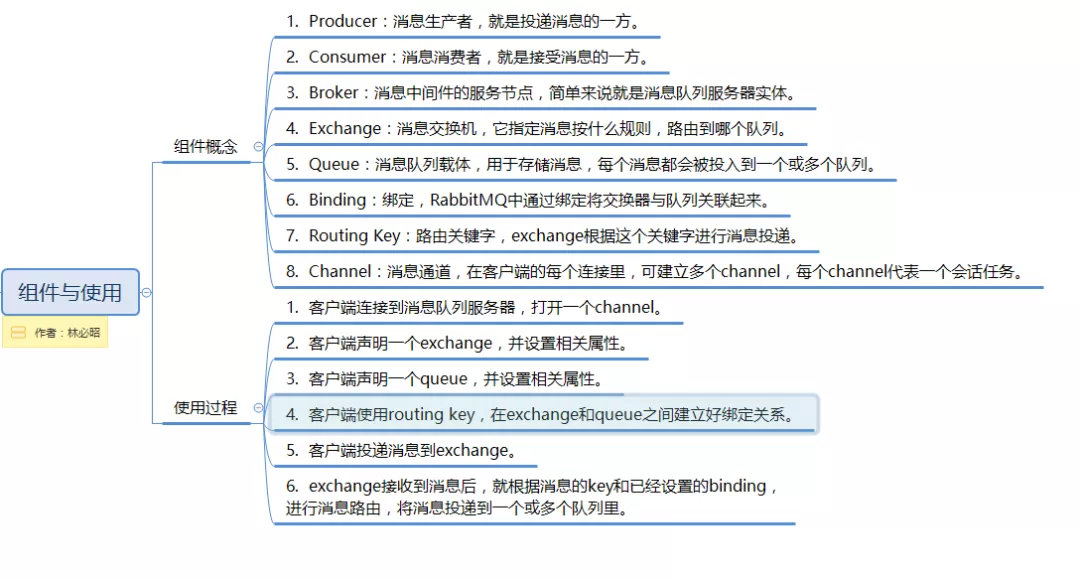 组件与使用
作者：林必昭
组件概念
1. Producer：消息生产者，就是投递消息的一方。
2. Consumer：消息消费者，就是接受消息的一方。
3. Broker：消息中间件的服务节点，简单来说就是消息队列服务器实体。
4. Exchange：消息交换机，它指定消息按什么规则，路由到哪个队列。
5. Queue：消息队列载体，用于存储消息，每个消息都会被投入到一个或多个队列。
6. Binding：绑定，RabbitMQ中通过绑定将交换器与队列关联起来。
7. Routing Key：路由关键字，exchange根据这个关键字进行消息投递。
8. Channel：消息通道，在客户端的每个连接里，可建立多个channel，每个channel代表一个会话任务。
使用过程
1. 客户端连接到消息队列服务器，打开一个channel。
2. 客户端声明一个exchange，并设置相关属性。
3. 客户端声明一个queue，并设置相关属性。
4. 客户端使用routing key，在exchange和queue之间建立好绑定关系。
5. 客户端投递消息到exchange。
6. exchange接收到消息后，就根据消息的key和已经设置的binding，
进行消息路由，将消息投递到一个或多个队列里。